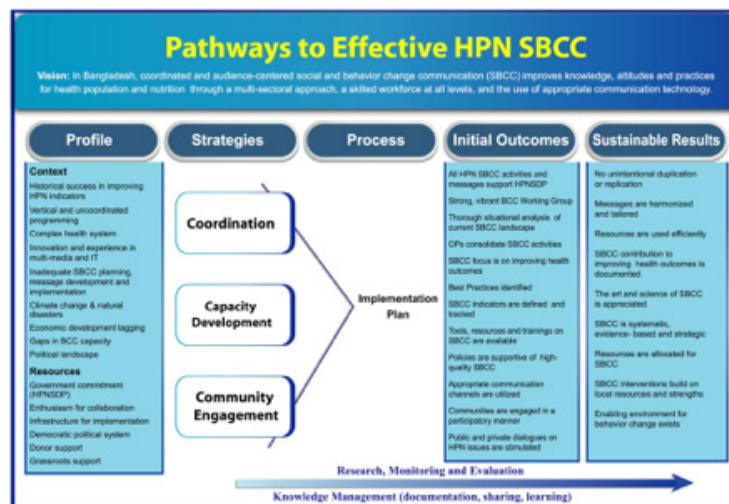 Pathways to Effective HPN SBCC
Vision: In Bangladesh, coordinated and audience-centered social and behavior change communication (SBCC) improves knowledge, attitudes and practices
for health population and nutrition through a multi-sectoral approach, a skilled workforce at all levels, and the use of appropriate communication technology.
Profile
Context
Historical success in improving
HPN indicators
Vertical and uncoordinated
programming
Complex health system
Innovation and experience in
multi-media and IT
Inadequate SBCC planning,
message development and
implementation
Climate change & natural
disasters
Economic development lagging
Gaps in BCC capacity
Political landscape
Resources
Government commitment
(HPNSDP)
Enthusiasm for collaboration
Infrastructure for implementation
Democratic political system
Donor support
Grassroots support
Strategies
Coordination
Capacity
Development
Community
Engagement
Process
Implementation
Plan
Initial Outcomes
All HPN SBCC activities and
messages support HPNSDP
Strong, vibrant BCC Working Group
Thorough situational analysis of
current SBCC landscape
OPs consolidate SBCC activities
SBCC focus on improving health
outcomes
Best Practices identified
SBCC indicators are defined and
tracked
Tools, resources and trainings on
SBCC are available
Policies are supportive of high-
quality SBCC
Appropriate communication
channels are utilized
Communities are engaged in a
participatory manner
Public and private dialogues on
HPN issues are stimulated
Sustainable Results
No unintentional duplication
or replication
Messages are harmonized
and tailored
Resources are used efficiently
SBCC contribution to
improving health outcomes is
documented
The art and science of SBCC
is appreciated
SBCC is systematic,
evidence- based and strategic
Resources are allocated for
SBCC
SBCC interventions build on
local resources and strengths
Enabling environment for
behavior change exists
Research, Monitoring and Evaluation
Knowledge Management (documentation, sharing, learning)